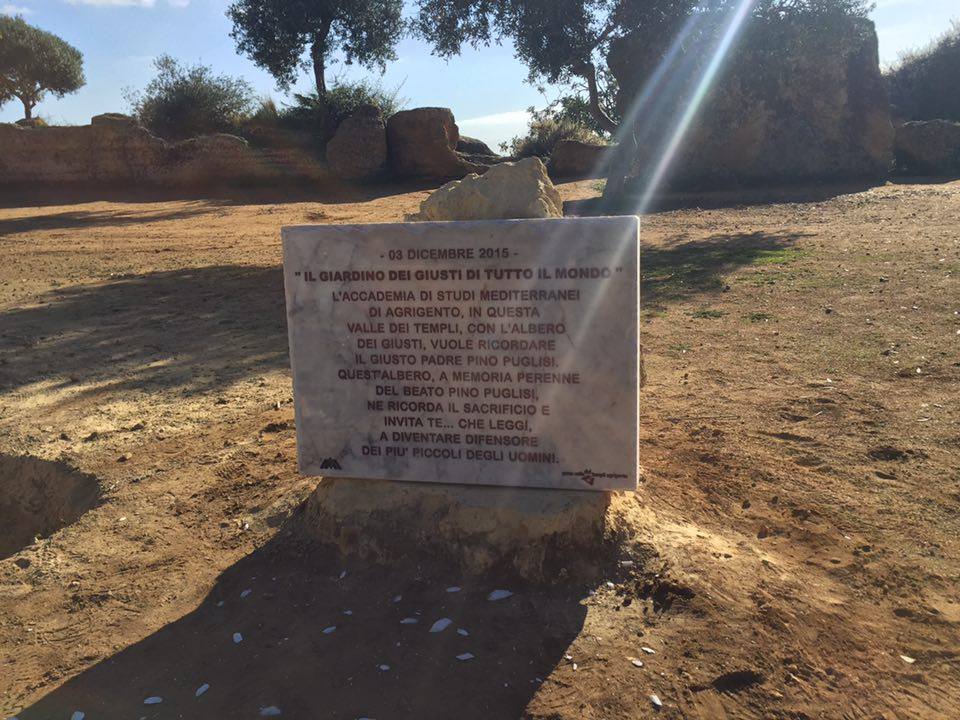 - 03 DICEMBRE 2015 -
" IL GIARDINO DEI GIUSTI DI TUTTO IL MONDO "
L'ACCADEMIA DI STUDI MEDITERRANEI
DI AGRIGENTO, IN QUESTA
VALLE DEI TEMPLI, CON L'ALBERO
DEI GIUSTI, VUOLE RICORDARE
IL GIUSTO PADRE PINO PUGLISI.
QUEST'ALBERO, A MEMORIA PERENNE
DEL BEATO PINO PUGLISI,
NE RICORDA IL SACRIFICIO E
INVITA TE... CHE LEGGI,
A DIVENTARE DIFENSORE
DEI PIU' PICCOLI DEGLI UOMINI.